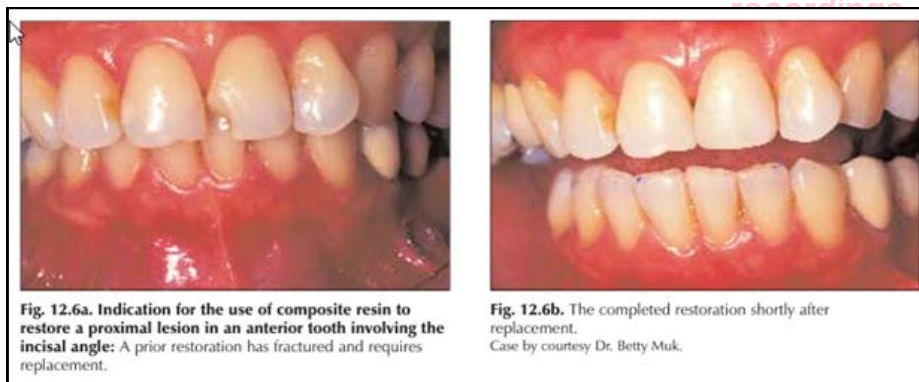 recordings
Fig. 12.6a. Indication for the use of composite resin to
restore a proximal lesion in an anterior tooth involving the
incisal angle: A prior restoration has fractured and requires
replacement.
Fig. 12.6b. The completed restoration shortly after
replacement.
Case by courtesy Dr. Betty Muk.